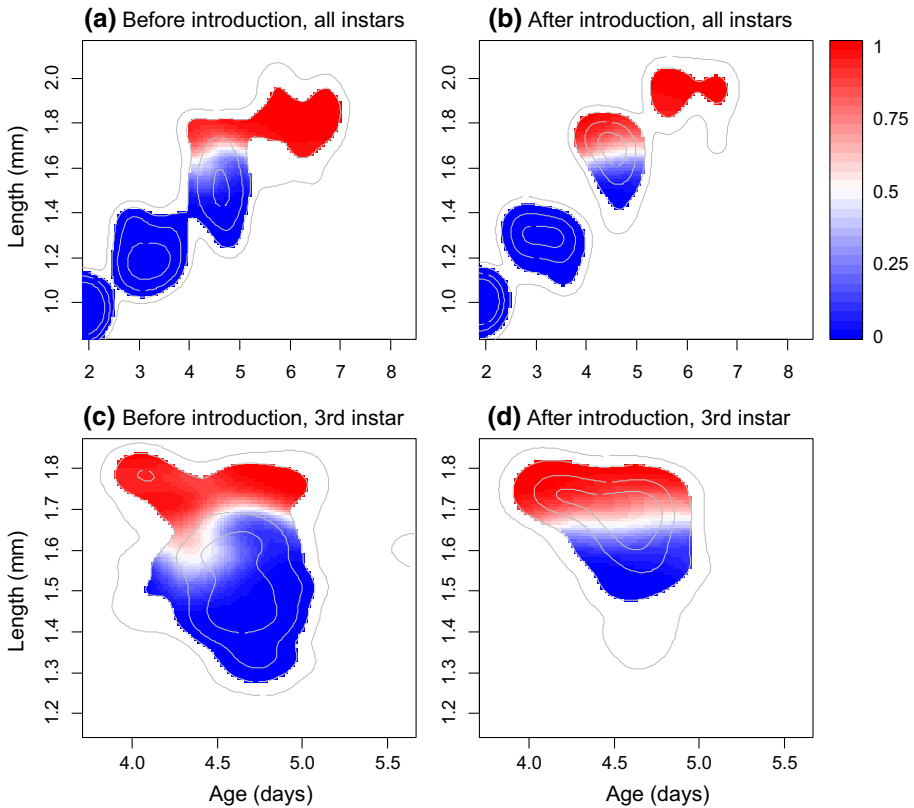 (a) Before introduction, all instars
(b) After introduction, all instars
Length (mm)
1.0 1.2 1.4 1.6 1.8 2.0
2 3 4 5 6 7 8
1.0 1.2 1.4 1.6 1.8 2.0
2 3 4 5 6 7 8
1
0.75
0.5
0.25
0
(c) Before introduction, 3rd instar
(d) After introduction, 3rd instar
Length (mm)
1.2 1.3 1.4 1.5 1.6 1.7 1.8
4.0 4.5 5.0 5.5
Age (days)
1.2 1.3 1.4 1.5 1.6 1.7 1.8
4.0 4.5 5.0 5.5
Age (days)